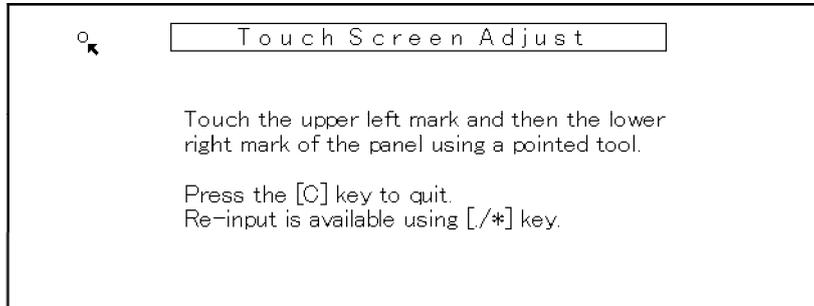 Touch Screen Adjust
Touch the upper left mark and then the lower
right mark of the panel using a pointed tool.
Press the [C] key to quit.
Re-input is available using [./*] key.